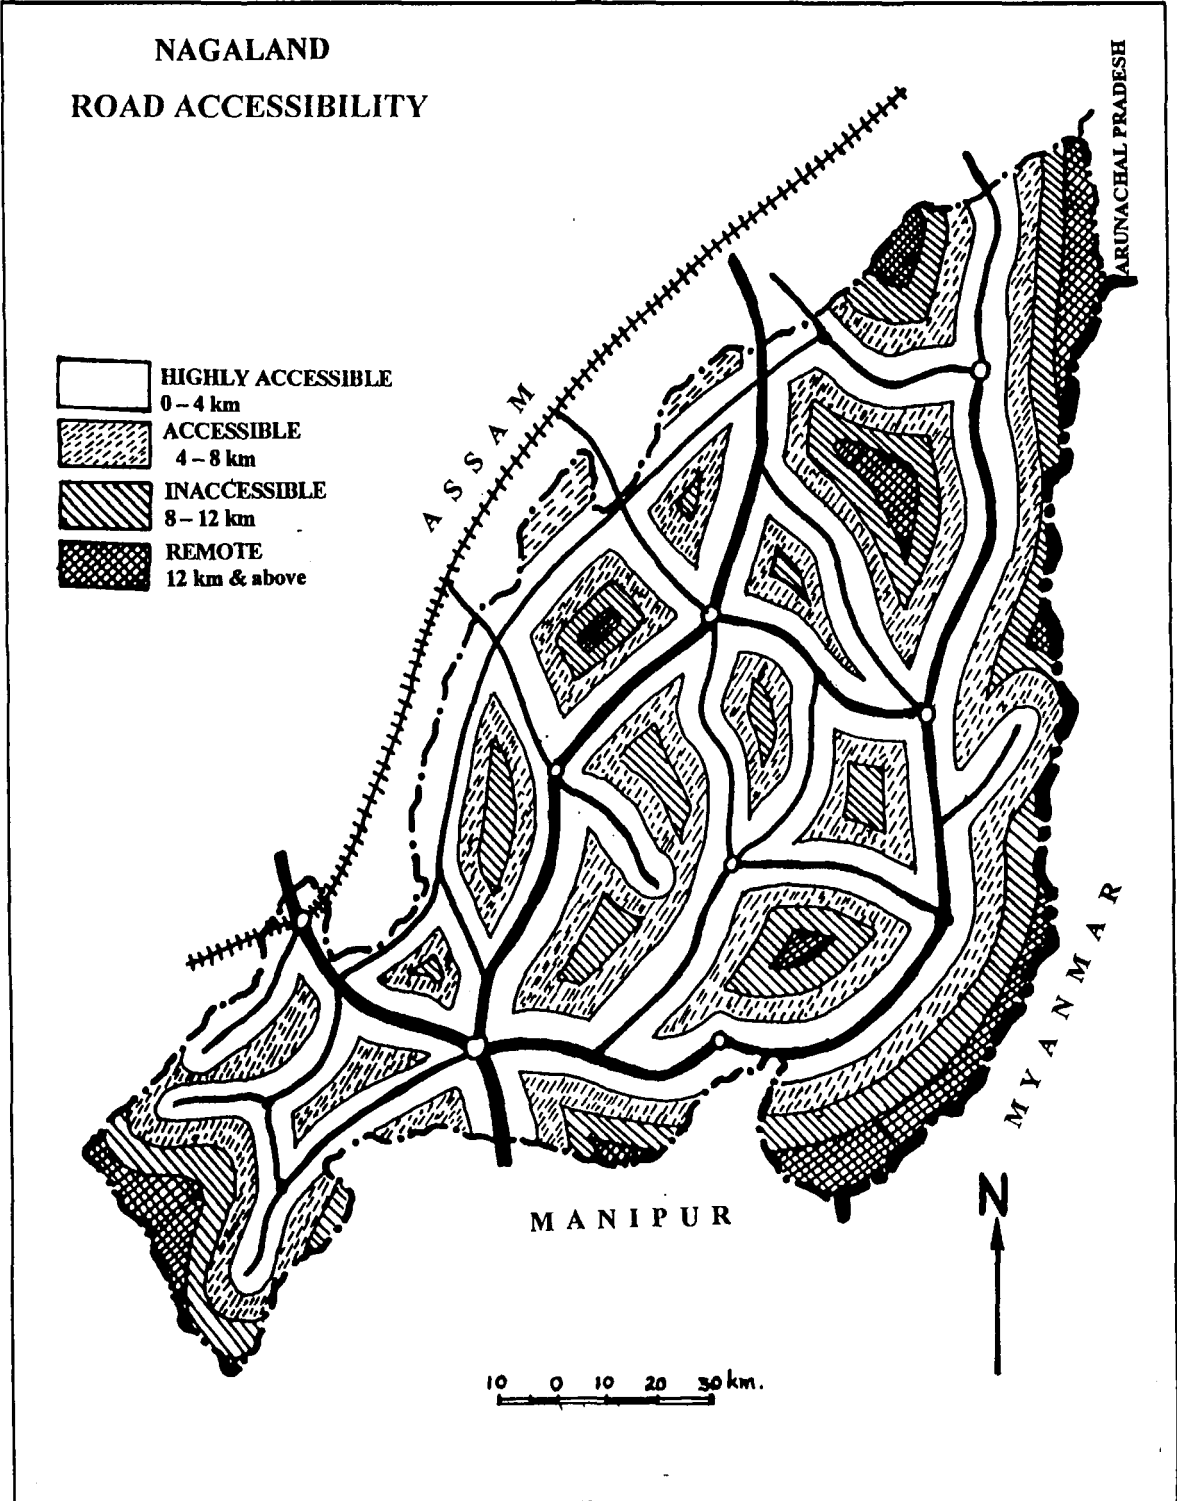 NAGALAND
ROAD ACCESSIBILITY
ARUNACHAL PRADESH
HIGHLY ACCESSIBLE
0 – 4 km
ACCESSIBLE
4 – 8 km
INACCESSIBLE
8 – 12 km
REMOTE
12 km & above
ASSAM
MYANMAR
MANIPUR
N
10 0 10 20 30 km.